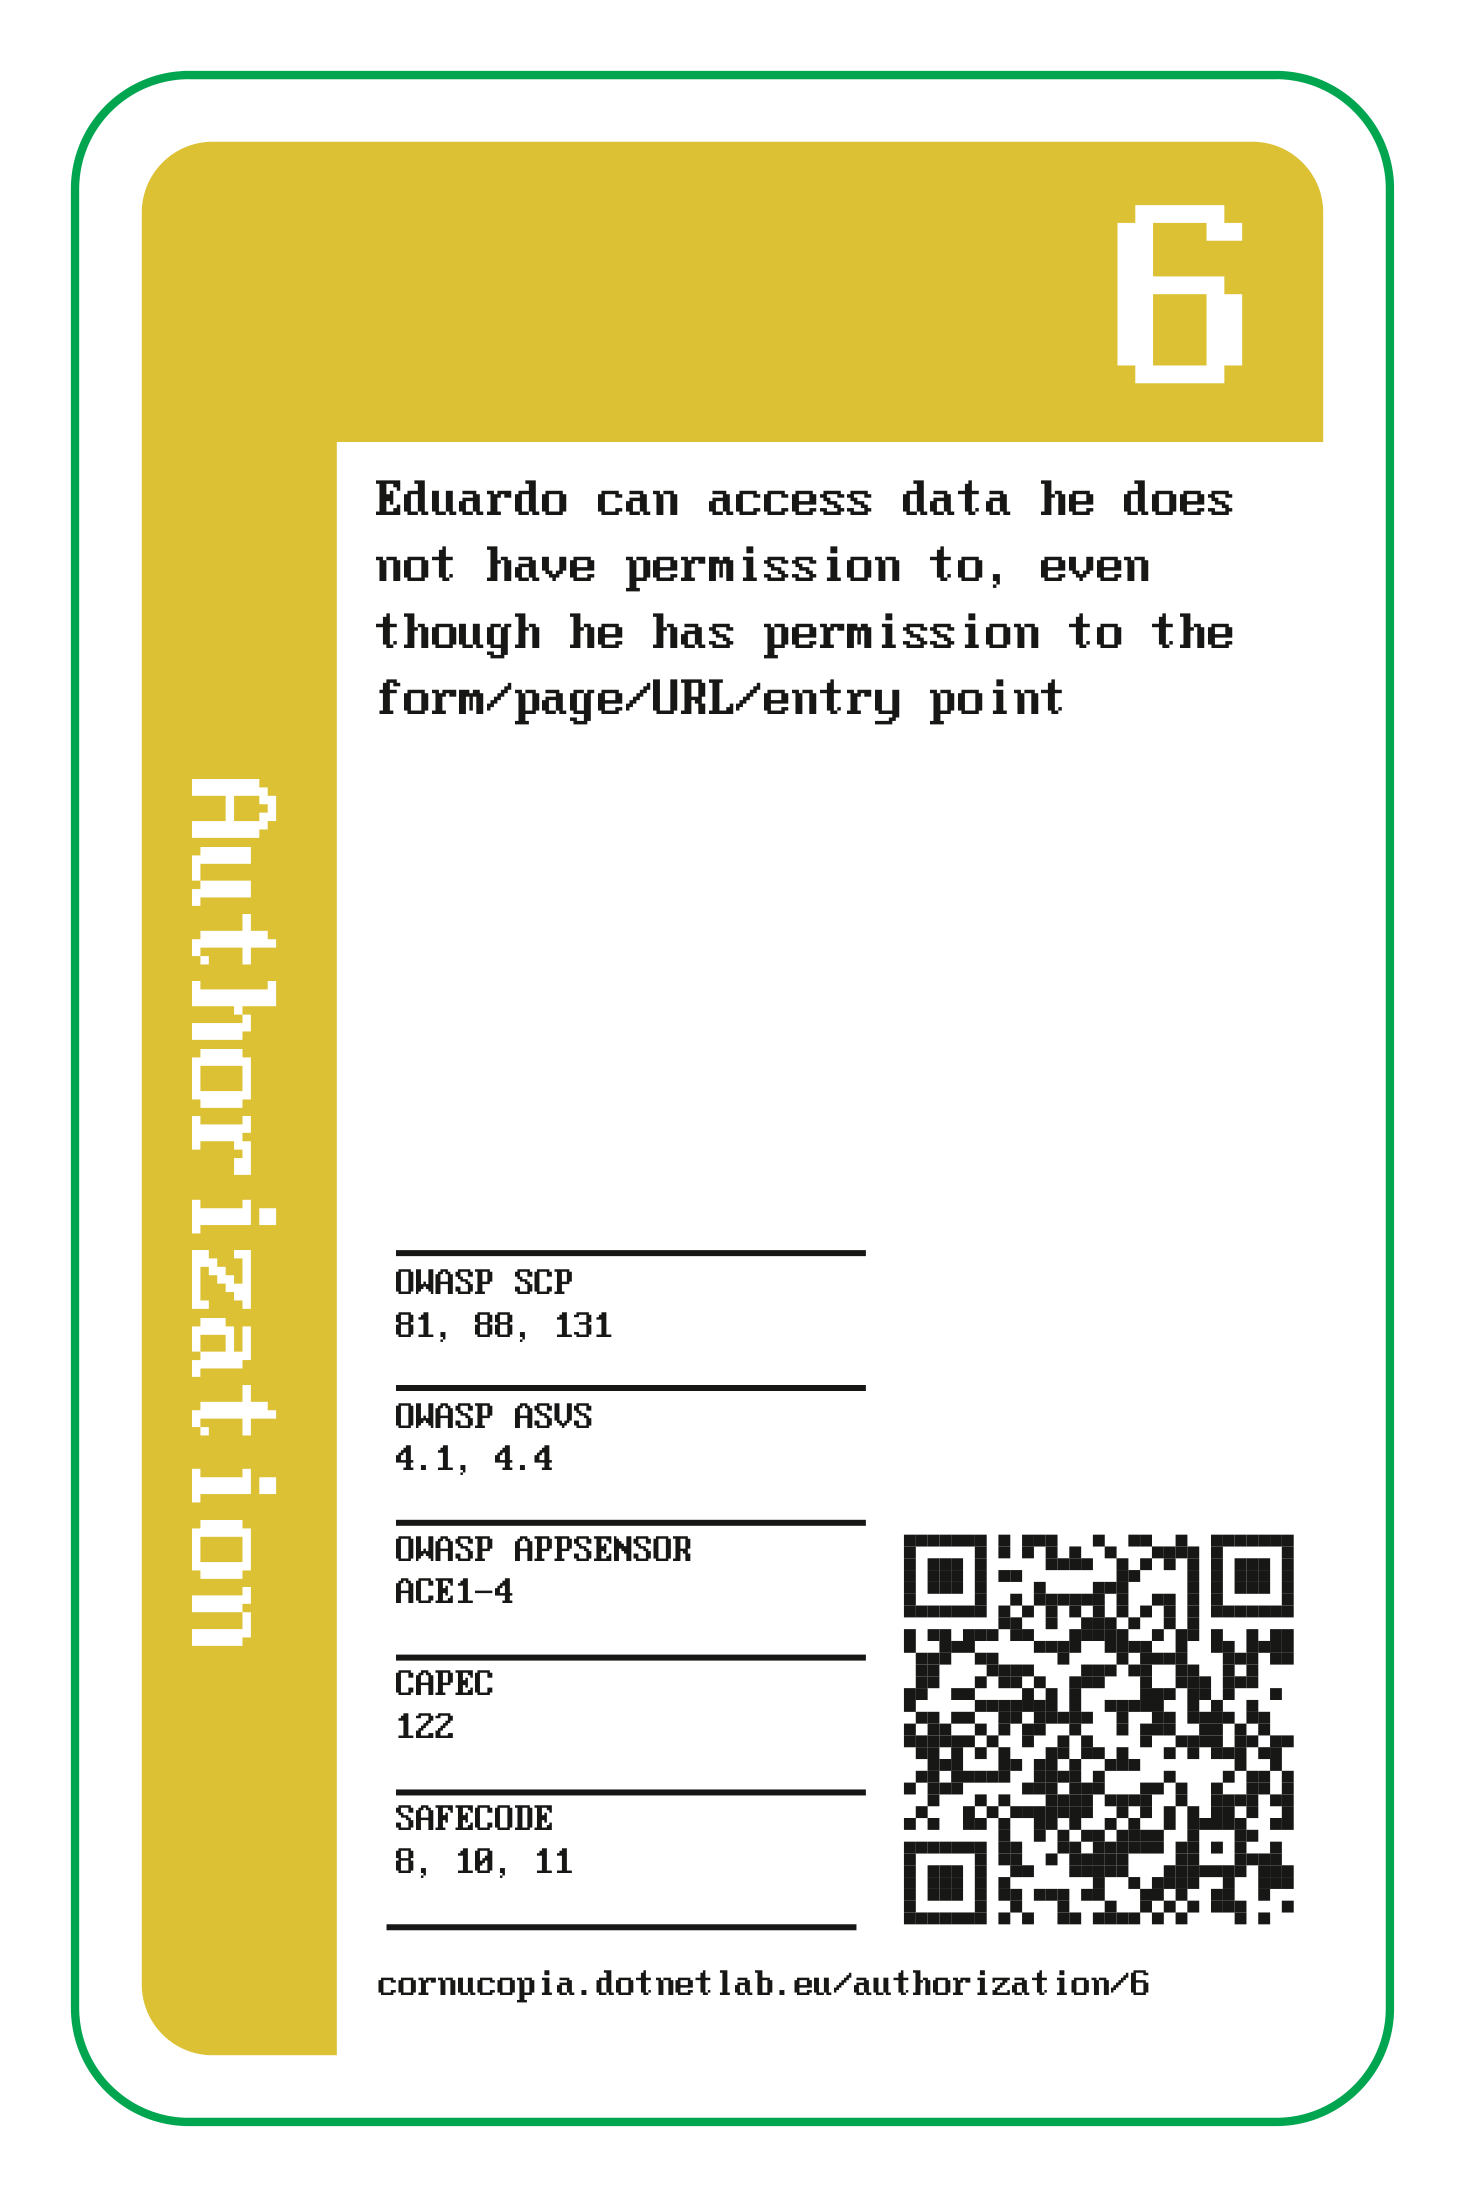 6
Eduardo can access data he does
not have permission to, even
though he has permission to the
form/page/URL/entry point
Authorization
OWASP SCP
81, 88, 131
OWASP ASVS
4.1, 4.4
OWASP APPSENSOR
ACE1-4
CAPEC
122
SAFECODE
8, 10, 11
cornucopia.dotnetlab.eu/authorization/6